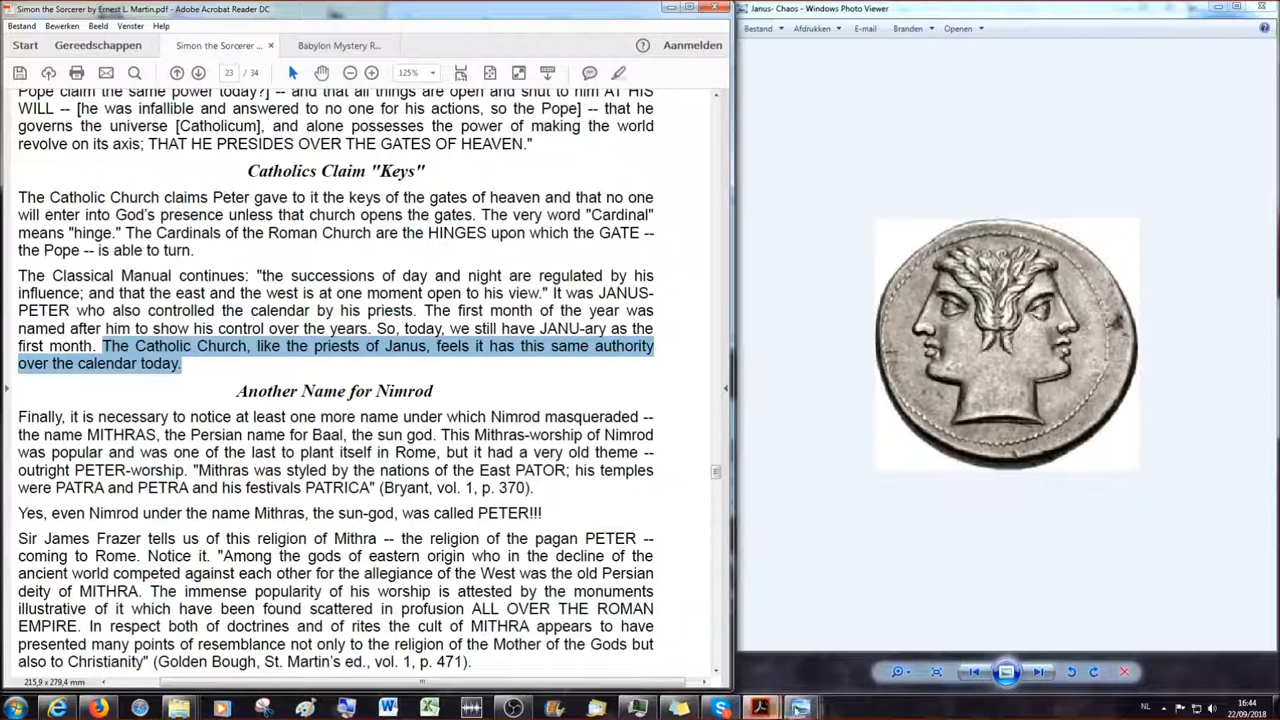 Simon the Sorcerer by Ernest L. Martin.pdf - Adobe Acrobat Reader DC
Bestand Bewerken Beeld Venster Help
Start Gereedschappen Simon the Sorcerer ... × Babylon Mystery R... Aanmelden
23 / 34 125%
Pope claim the same power today?] -- and that all things are open and shut to him AT HIS
WILL -- [he was infallible and answered to no one for his actions, so the Pope] -- that he
governs the universe [Catholicum], and alone possesses the power of making the world
revolve on its axis; THAT HE PRESIDES OVER THE GATES OF HEAVEN."
Catholics Claim "Keys"
The Catholic Church claims Peter gave to it the keys of the gates of heaven and that no one
will enter into God's presence unless that church opens the gates. The very word "Cardinal"
means "hinge." The Cardinals of the Roman Church are the HINGES upon which the GATE --
the Pope -- is able to turn.
The Classical Manual continues: "the successions of day and night are regulated by his
influence; and that the east and the west is at one moment open to his view." It was JANUS-
PETER who also controlled the calendar by his priests. The first month of the year was
named after him to show his control over the years. So, today, we still have JANU-ary as the
first month. The Catholic Church, like the priests of Janus, feels it has this same authority
over the calendar today.
Another Name for Nimrod
Finally, it is necessary to notice at least one more name under which Nimrod masqueraded --
the name MITHRAS, the Persian name for Baal, the sun god. This Mithras-worship of Nimrod
was popular and was one of the last to plant itself in Rome, but it had a very old theme --
outright PETER-worship. "Mithras was styled by the nations of the East PATOR; his temples
were PATRA and PETRA and his festivals PATRICA" (Bryant, vol. 1, p. 370).
Yes, even Nimrod under the name Mithras, the sun-god, was called PETER!!!
Sir James Frazer tells us of this religion of Mithra -- the religion of the pagan PETER --
coming to Rome. Notice it. "Among the gods of eastern origin who in the decline of the
ancient world competed against each other for the allegiance of the West was the old Persian
deity of MITHRA. The immense popularity of his worship is attested by the monuments
illustrative of it which have been found scattered in profusion ALL OVER THE ROMAN
EMPIRE. In respect both of doctrines and of rites the cult of MITHRA appears to have
presented many points of resemblance not only to the religion of the Mother of the Gods but
also to Christianity" (Golden Bough, St. Martin's ed., vol. 1, p. 471).
215,9 x 279,4 mm
Janus- Chaos - Windows Photo Viewer
Bestand Afdrukken E-mail Branden Openen
NL 16:44
22/09/2018